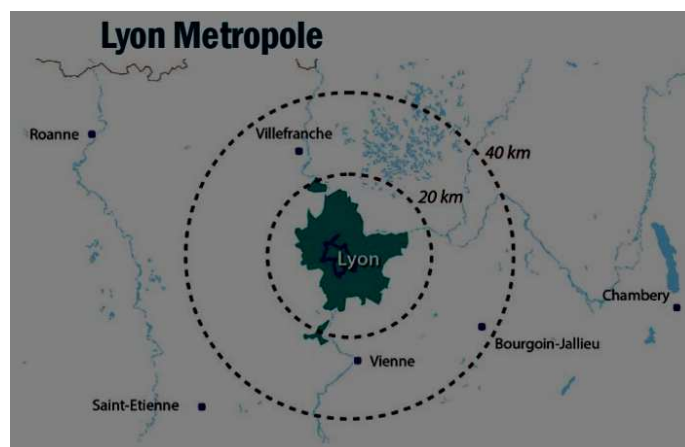 Lyon Metropole
Roanne
Villefranche
40 km
20 km
Lyon
Chambery
Bourgoin-Jallieu
Vienne
Saint-Etienne